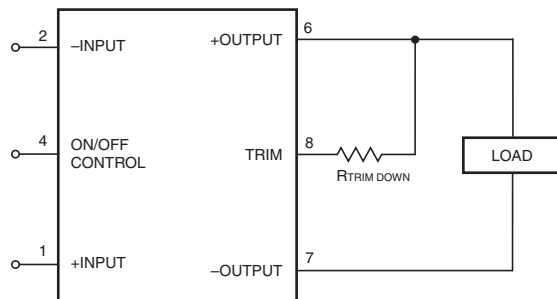 2 –INPUT +OUTPUT 6
4 ON/OFF CONTROL TRIM 8
RTRIM DOWN
LOAD
1 +INPUT –OUTPUT 7